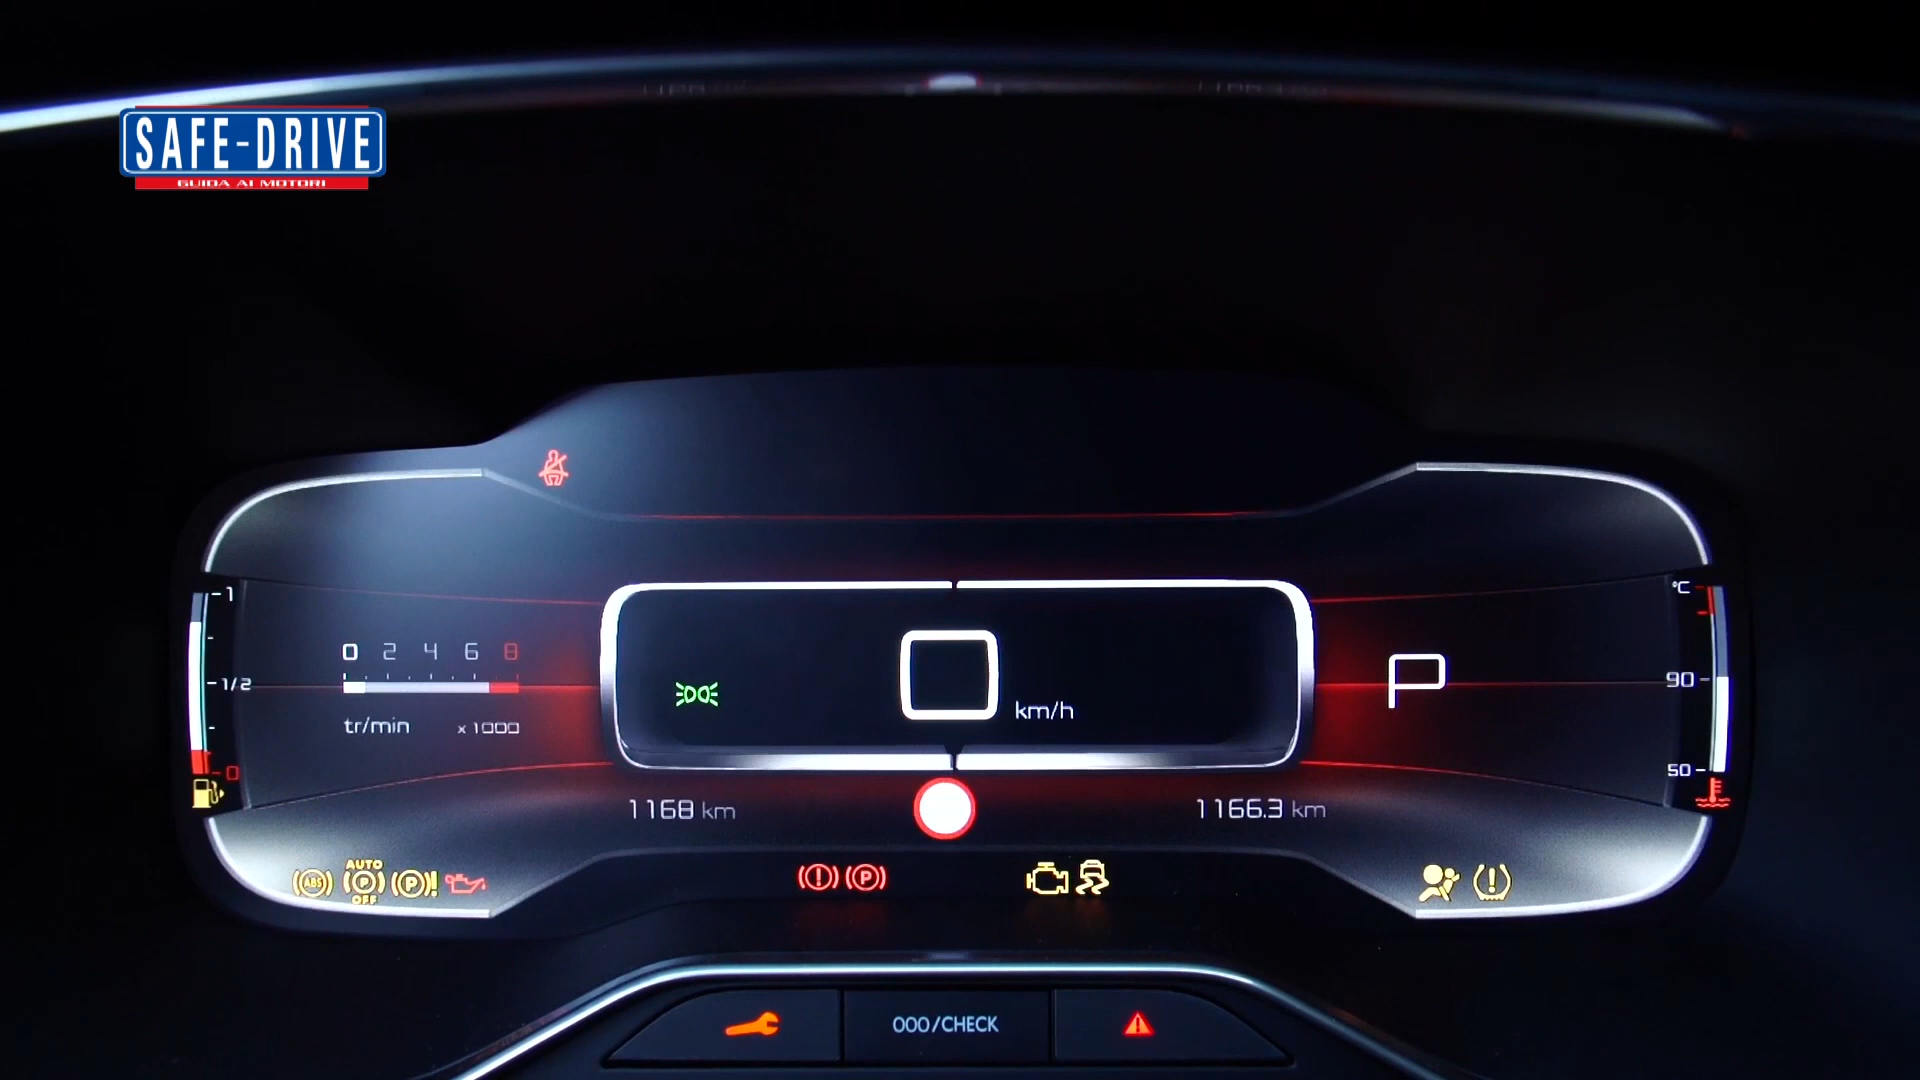 SAFE-DRIVE
GUIDA AI MOTORI
1
1/2
0
0 2 4 6 8
tr/min x 1000
0 km/h
P
°C
90
50
1168 km
1166.3 km
ABS
AUTO
P
OFF
P !
! P
!
000/CHECK
!